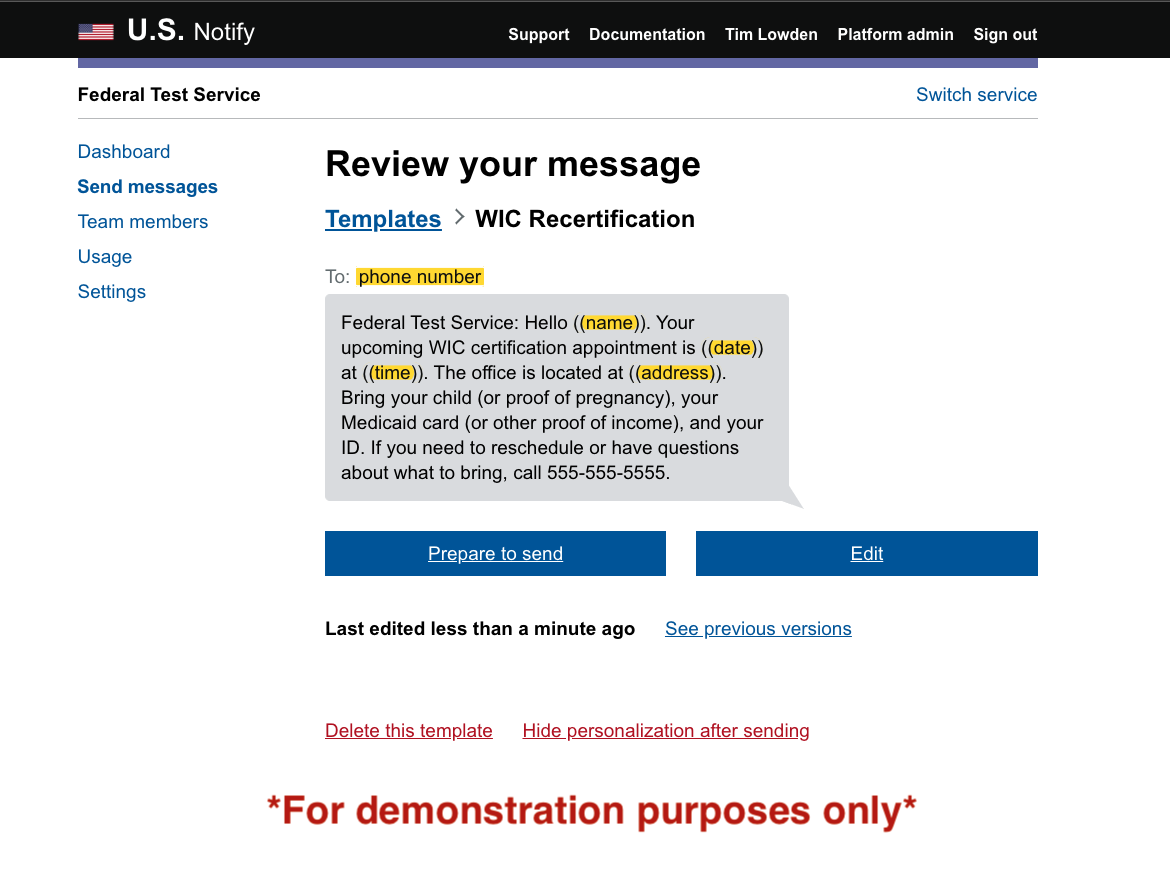 U.S. Notify
Support Documentation Tim Lowden Platform admin Sign out
Federal Test Service
Switch service
Dashboard
Send messages
Team members
Usage
Settings
Review your message
Templates > WIC Recertification
To: phone number
Federal Test Service: Hello ((name)). Your
upcoming WIC certification appointment is ((date))
at ((time)). The office is located at ((address)).
Bring your child (or proof of pregnancy), your
Medicaid card (or other proof of income), and your
ID. If you need to reschedule or have questions
about what to bring, call 555-555-5555.
Prepare to send
Edit
Last edited less than a minute ago
See previous versions
Delete this template
Hide personalization after sending
*For demonstration purposes only*